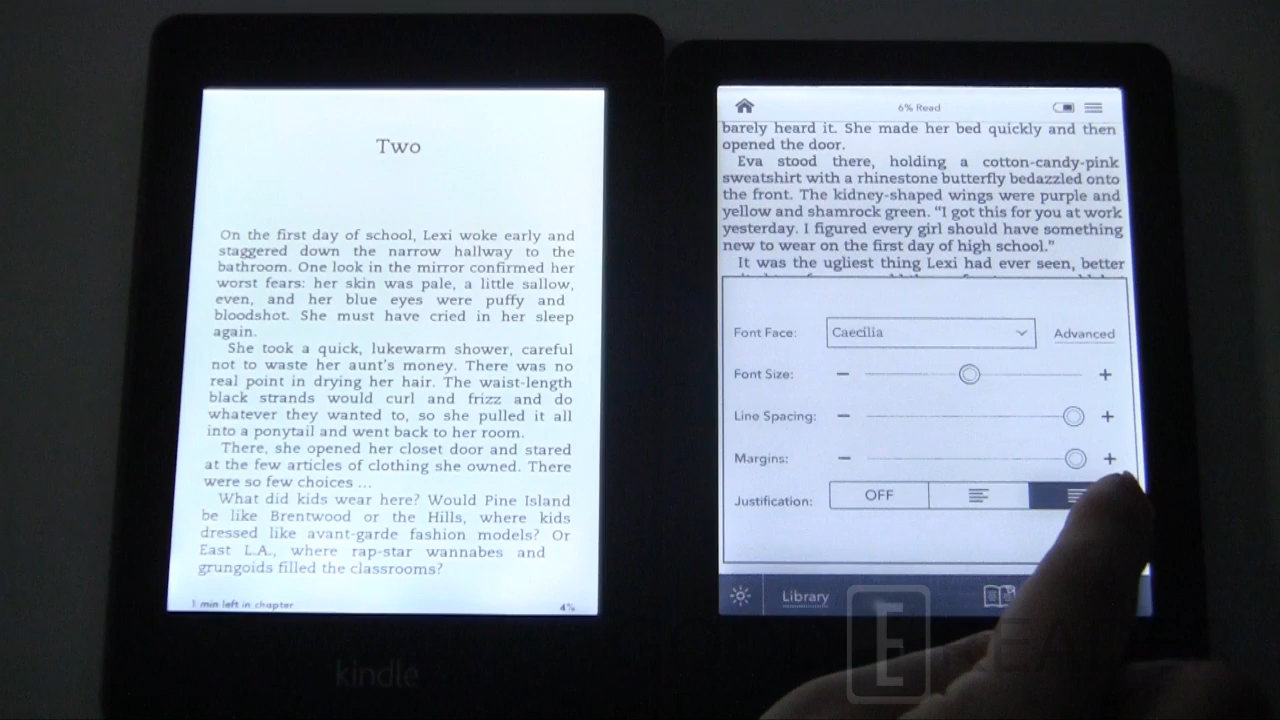 Two
On the first day of school, Lexi woke early and
staggered down the narrow hallway to the
bathroom. One look in the mirror confirmed her
worst fears: her skin was pale, a little sallow,
even, and her blue eyes were puffy and
bloodshot. She must have cried in her sleep
again.
She took a quick, lukewarm shower, careful
not to waste her aunt's money. There was no
real point in drying her hair. The waist-length
black strands would curl and frizz and do
whatever they wanted to, so she pulled it all
into a ponytail and went back to her room.
There, she opened her closet door and stared
at the few articles of clothing she owned. There
were so few choices ...
What did kids wear here? Would Pine Island
be like Brentwood or the Hills, where kids
dressed like avant-garde fashion models? Or
East L.A., where rap-star wannabes and
grungoids filled the classrooms?
1 min left in chapter 4%
kindle
6% Read
barely heard it. She made her bed quickly and then
opened the door.
Eva stood there, holding a cotton-candy-pink
sweatshirt with a rhinestone butterfly bedazzled onto
the front. The kidney-shaped wings were purple and
yellow and shamrock green. "I got this for you at work
yesterday. I figured every girl should have something
new to wear on the first day of high school."
It was the ugliest thing Lexi had ever seen, better
Font Face: Caecilia Advanced
Font Size: − +
Line Spacing: − +
Margins: − +
Justification: OFF
Library
E